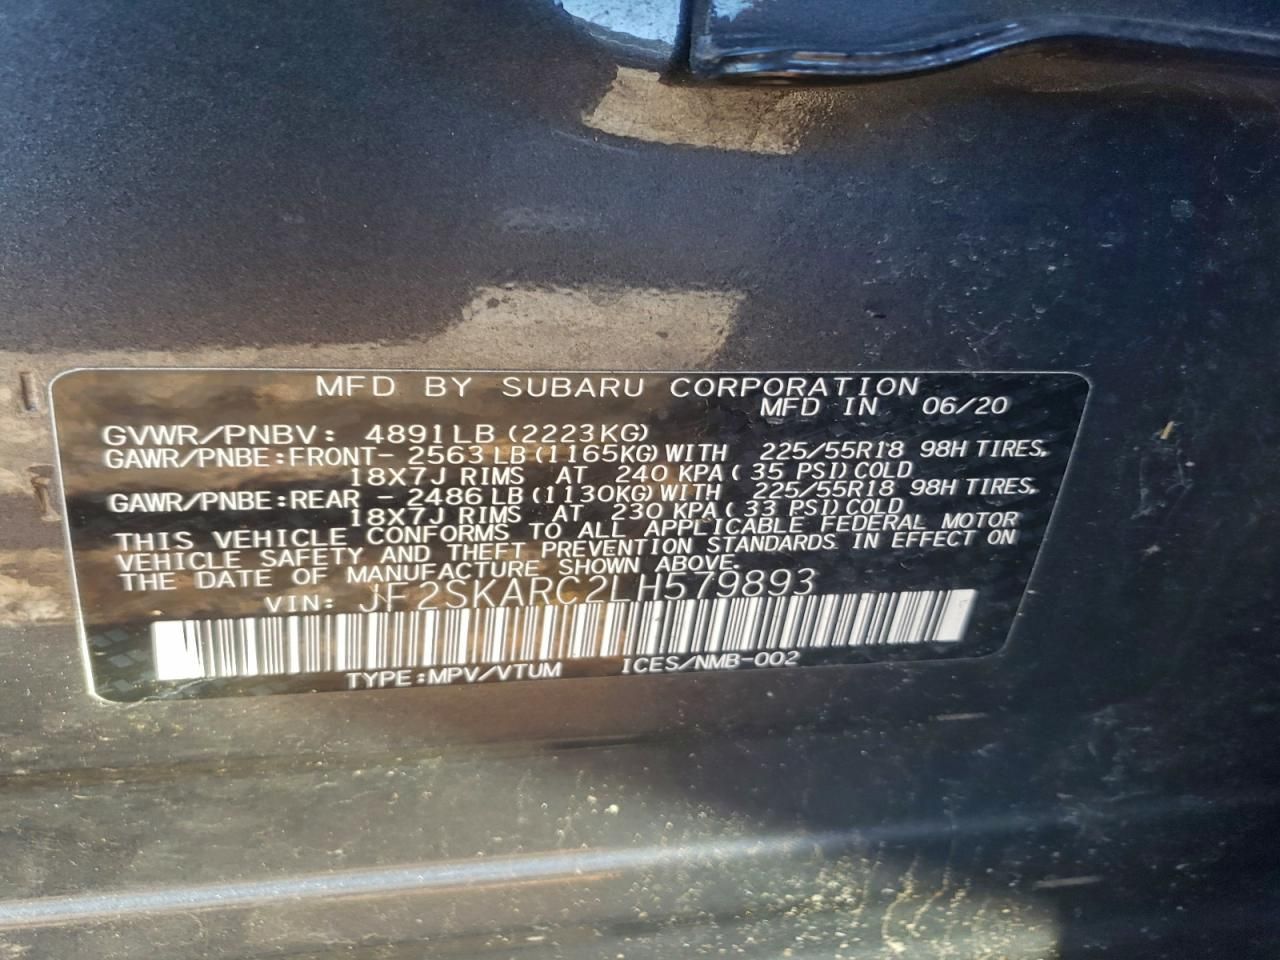 MFD BY SUBARU CORPORATION
MFD IN 06/20
GVWR/PNBV: 4891LB (2223KG)
GAWR/PNBE:FRONT- 2563LB(1165KG)WITH 225/55R18 98H TIRES,
18X7J RIMS AT 240 KPA( 35 PSI)COLD
GAWR/PNBE:REAR - 2486LB(1130KG)WITH 225/55R18 98H TIRES,
18X7J RIMS AT 230 KPA( 33 PSI)COLD
THIS VEHICLE CONFORMS TO ALL APPLICABLE FEDERAL MOTOR
VEHICLE SAFETY AND THEFT PREVENTION STANDARDS IN EFFECT ON
THE DATE OF MANUFACTURE SHOWN ABOVE.
VIN: JF2SKARC2LH579893
TYPE:MPV/VTUM ICES/NMB-002